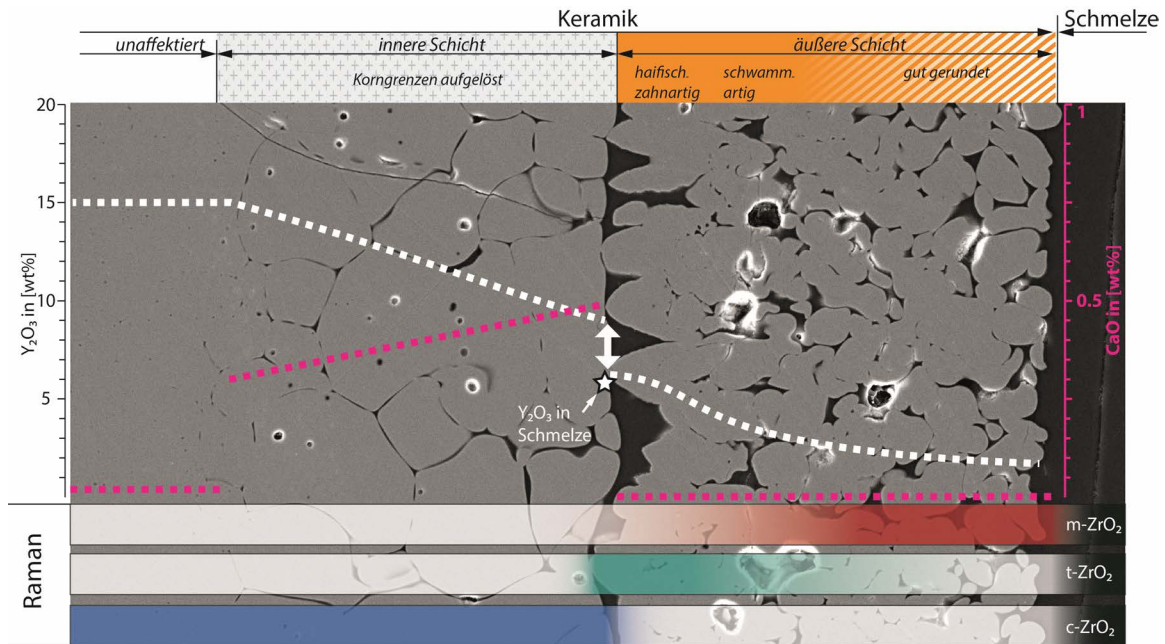 Keramik
Schmelze
unaffektiert
innere Schicht
äußere Schicht
Korngrenzen aufgelöst
haifisch.
zahnartig
schwamm.
artig
gut gerundet
20
15
10
5
Y₂O₃ in [wt%]
1
0.5
CaO in [wt%]
Y₂O₃ in
Schmelze
Raman
m-ZrO₂
t-ZrO₂
c-ZrO₂